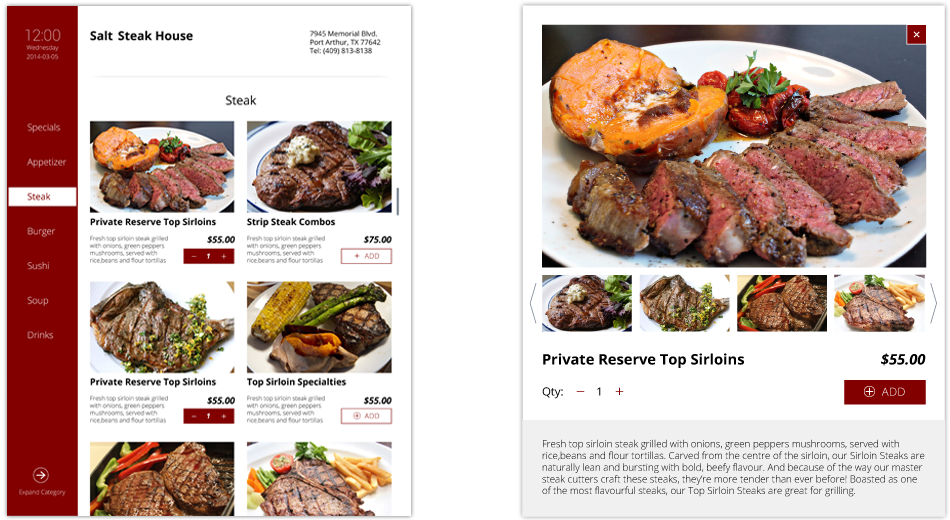 12:00
Wednesday
2014-03-05
Specials
Appetizer
Steak
Burger
Sushi
Soup
Drinks
Expand Category
Salt Steak House
7945 Memorial Blvd.
Port Arthur, TX 77642
Tel: (409) 813-8138
Steak
Private Reserve Top Sirloins
Fresh top sirloin steak grilled
with onions, green peppers
mushrooms, served with
rice,beans and flour tortillas
$55.00
− 1 +
Strip Steak Combos
Fresh top sirloin steak grilled
with onions, green peppers
mushrooms, served with
rice,beans and flour tortillas
$75.00
+ ADD
Private Reserve Top Sirloins
Fresh top sirloin steak grilled
with onions, green peppers
mushrooms, served with
rice,beans and flour tortillas
$55.00
− 1 +
Top Sirloin Specialties
Fresh top sirloin steak grilled
with onions, green peppers
mushrooms, served with
rice,beans and flour tortillas
$55.00
ADD
Private Reserve Top Sirloins
$55.00
Qty: − 1 +
ADD
Fresh top sirloin steak grilled with onions, green peppers mushrooms, served with
rice,beans and flour tortillas. Carved from the centre of the sirloin, our Sirloin Steaks are
naturally lean and bursting with bold, beefy flavour. And because of the way our master
steak cutters craft these steaks, they're more tender than ever before! Boasted as one
of the most flavourful steaks, our Top Sirloin Steaks are great for grilling.